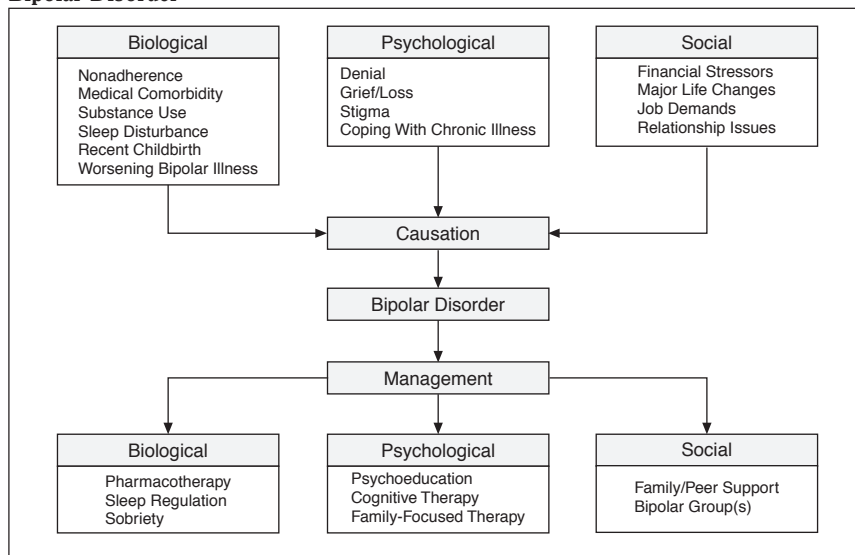 Biological
Nonadherence
Medical Comorbidity
Substance Use
Sleep Disturbance
Recent Childbirth
Worsening Bipolar Illness
Psychological
Denial
Grief/Loss
Stigma
Coping With Chronic Illness
Social
Financial Stressors
Major Life Changes
Job Demands
Relationship Issues
Causation
Bipolar Disorder
Management
Biological
Pharmacotherapy
Sleep Regulation
Sobriety
Psychological
Psychoeducation
Cognitive Therapy
Family-Focused Therapy
Social
Family/Peer Support
Bipolar Group(s)